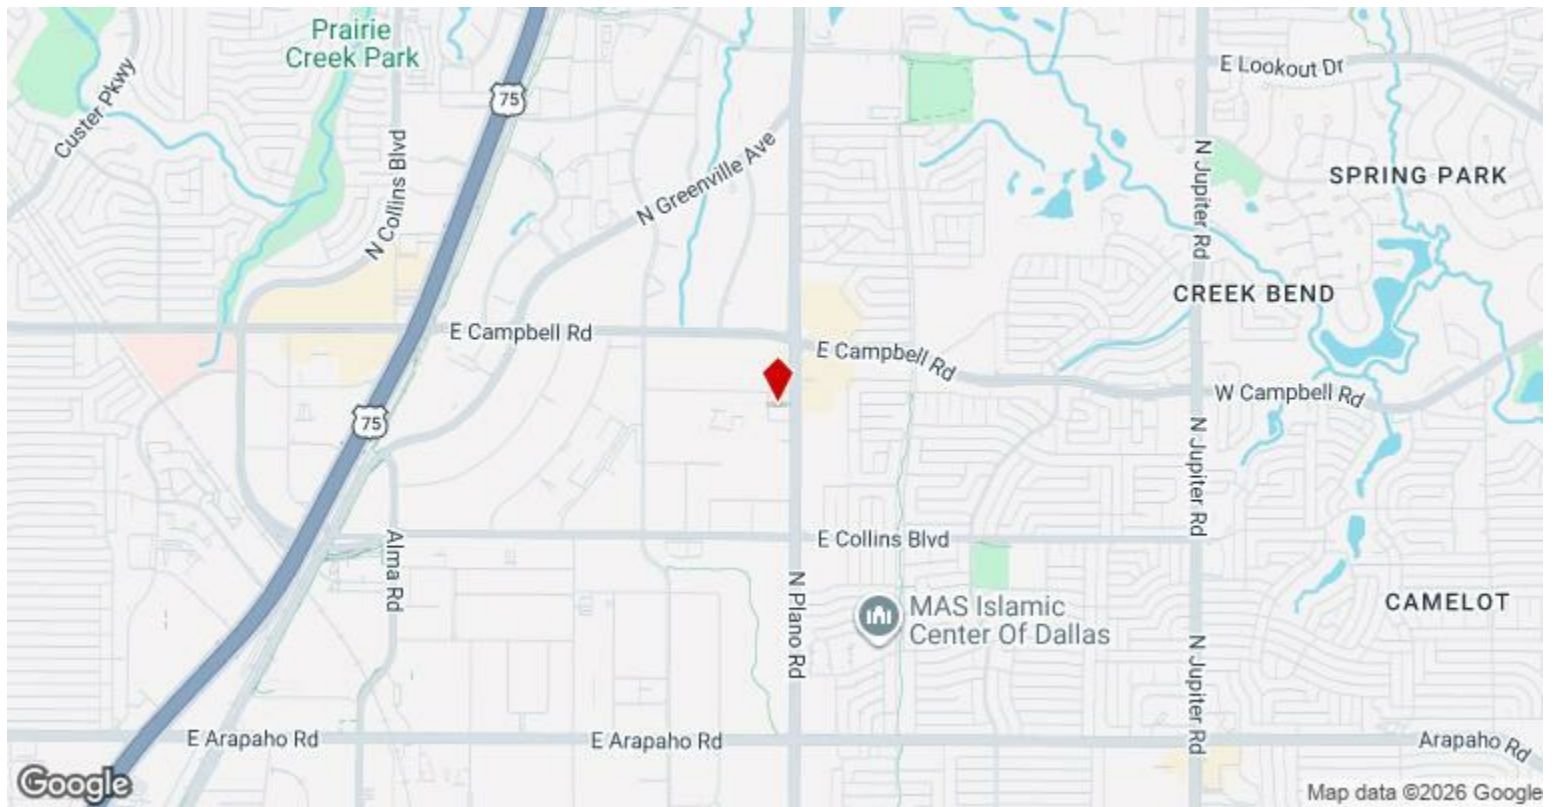 Prairie
Creek Park
Custer Pkwy
N Collins Blvd
75
N Greenville Ave
E Lookout Dr
N Jupiter Rd
SPRING PARK
CREEK BEND
E Campbell Rd
E Campbell Rd
W Campbell Rd
75
N Jupiter Rd
Alma Rd
E Collins Blvd
N Plano Rd
MAS Islamic
Center Of Dallas
CAMELOT
N Jupiter Rd
E Arapaho Rd
E Arapaho Rd
Arapaho Rd
Google
Map data ©2026 Google